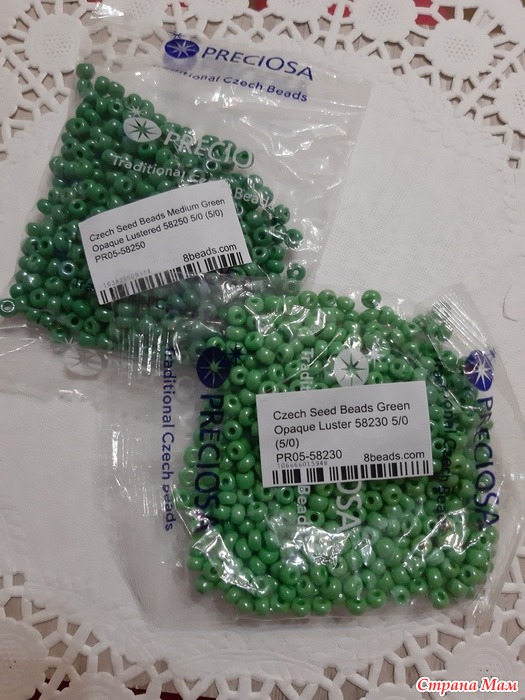 PRECIOSA
Traditional Czech Beads
PRECIO
Traditional Cz
Czech Seed Beads Medium Green
Opaque Lustered 58250 5/0 (5/0)
PR05-58250
8beads.com
Traditional Czech Beads
PRECIOSA
Czech Seed Beads Green
Opaque Luster 58230 5/0
(5/0)
PR05-58230 8beads.com
PRECIOSA
Страна Мам